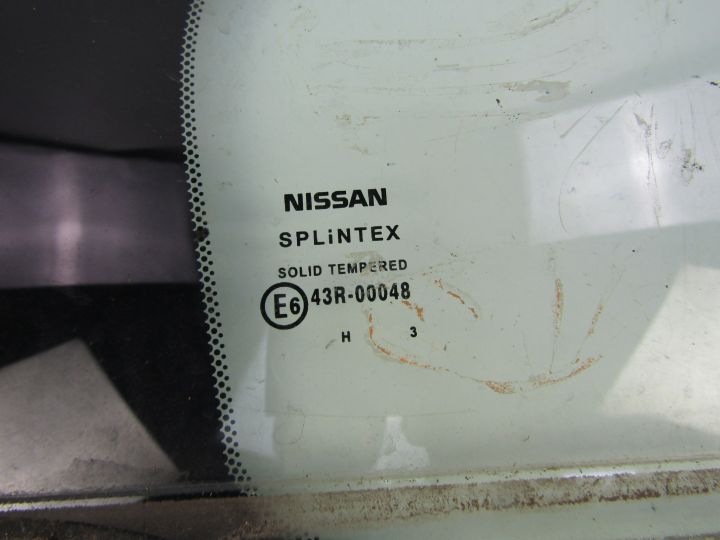 NISSAN
SPLiNTEX
SOLID TEMPERED
E6 43R-00048
H 3